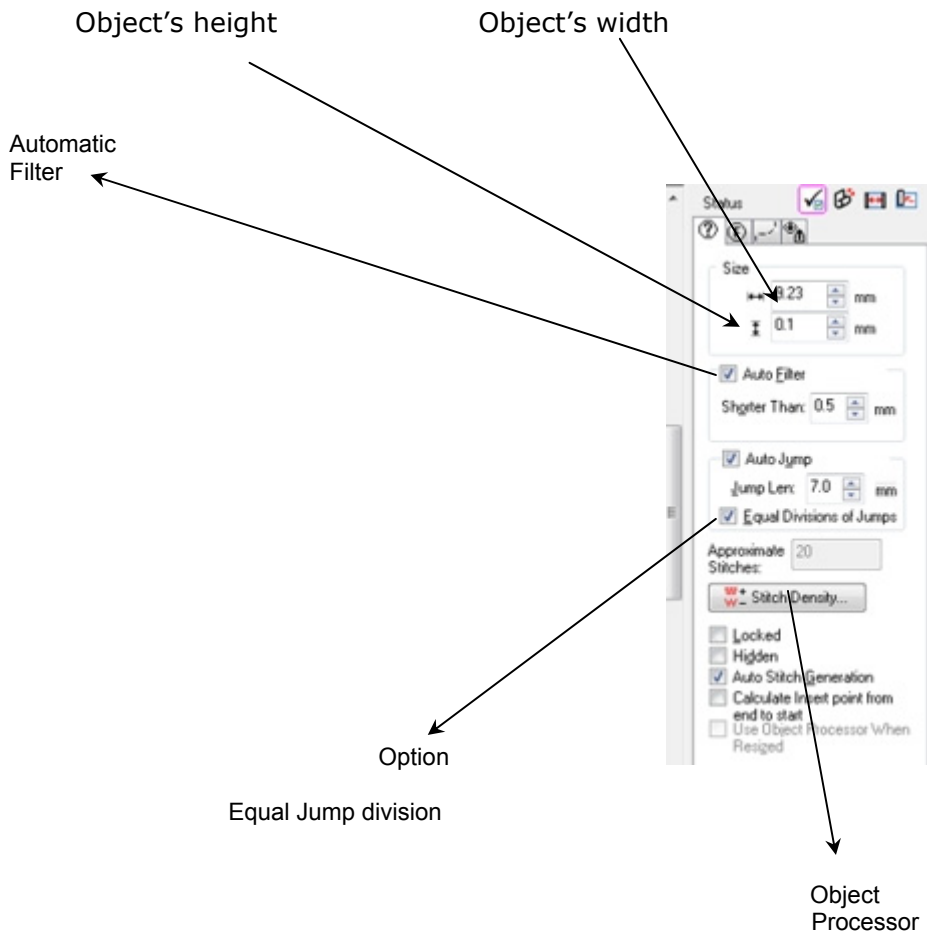 Object's height
Object's width
Automatic
Filter
Status
Size
mm
0.1 mm
Auto Filter
Shorter Than: 0.5 mm
Auto Jump
Jump Len: 7.0 mm
Equal Divisions of Jumps
Approximate 20
Stitches:
Stitch Density...
Locked
Hidden
Auto Stitch Generation
Calculate Insert point from
end to start
Use Object Processor When
Resized
Option
Equal Jump division
Object
Processor